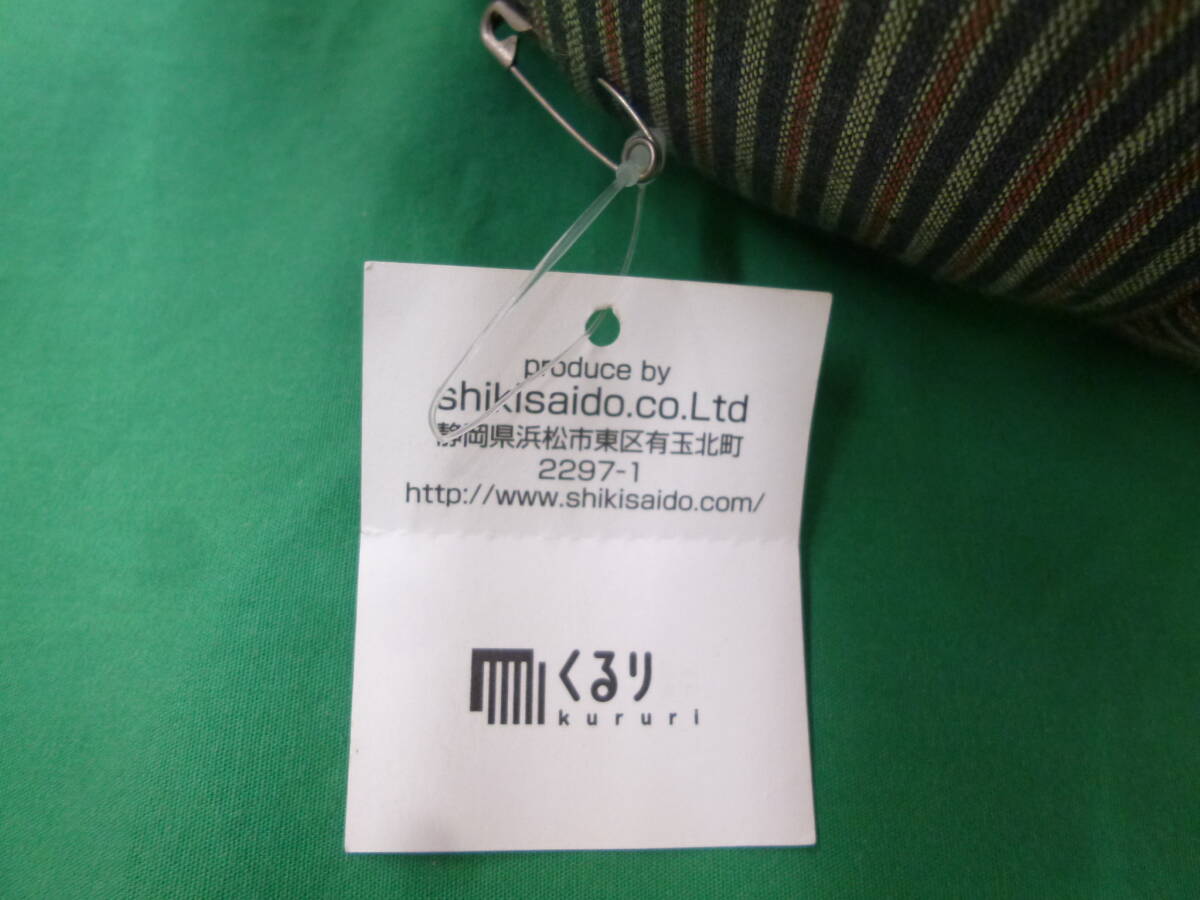 produce by
shikisaido.co.Ltd
静岡県浜松市東区有玉北町
2297-1
http://www.shikisaido.com/
くるり
kururi